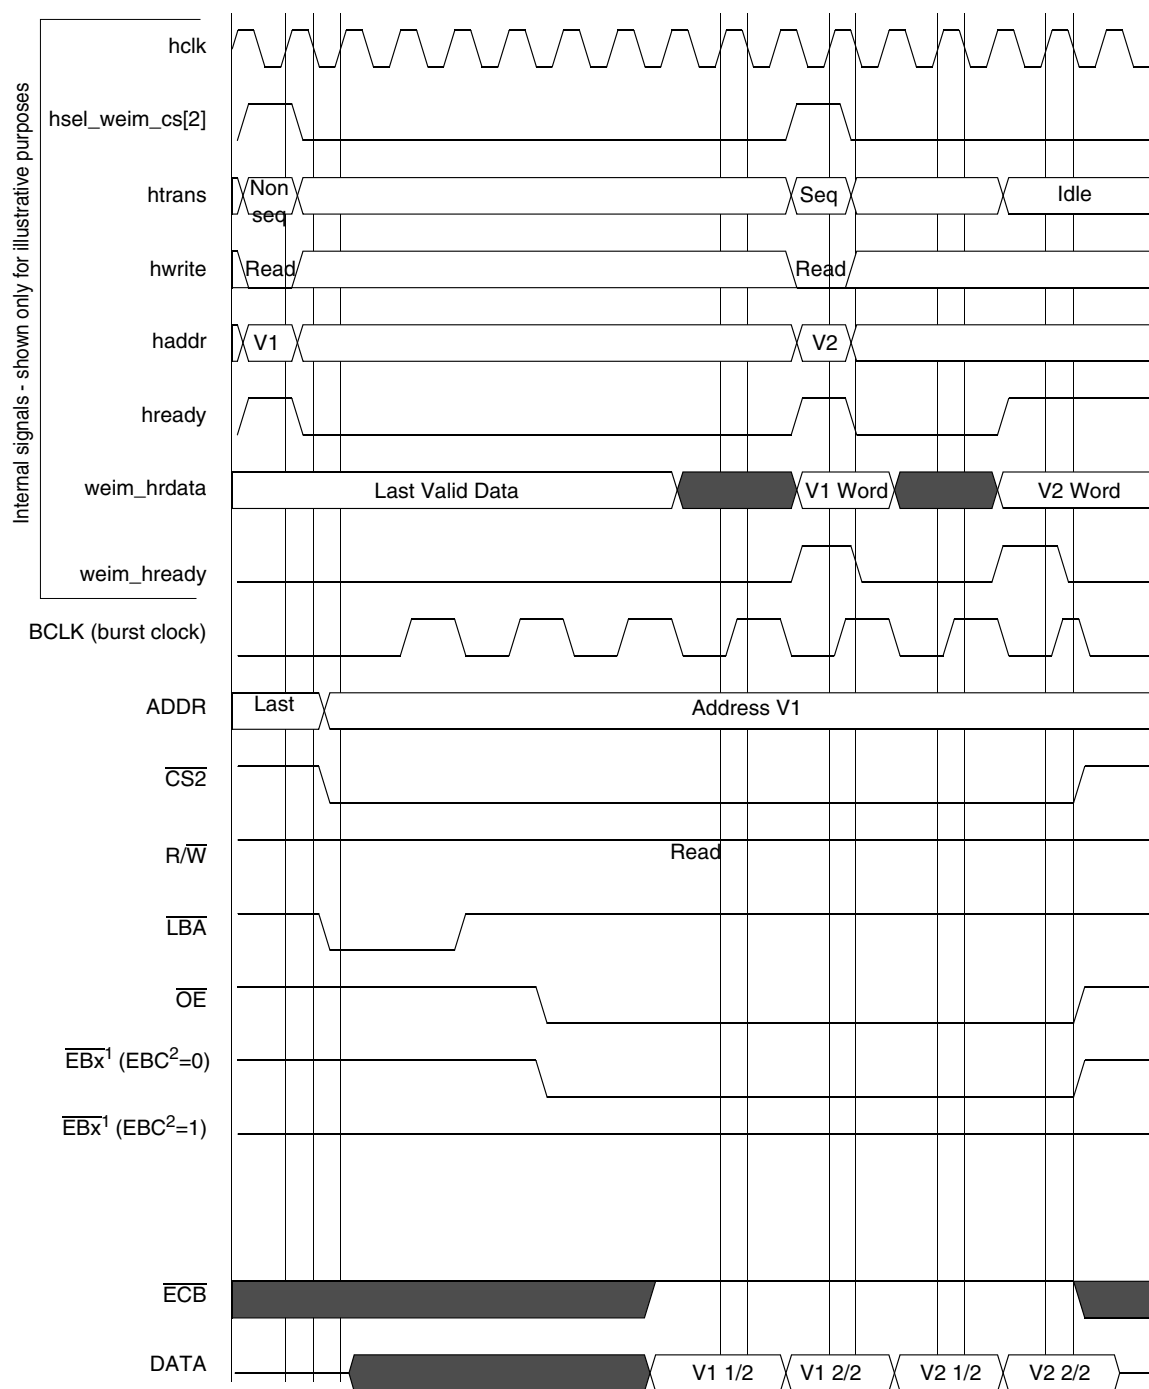 Internal signals - shown only for illustrative purposes
hclk
hsel_weim_cs[2]
htrans
Non
seq
Seq
Idle
hwrite
Read
Read
haddr
V1
V2
hready
weim_hrdata
Last Valid Data
V1 Word
V2 Word
weim_hready
BCLK (burst clock)
ADDR
Last
Address V1
CS2
R/W
Read
LBA
OE
EBx1 (EBC2=0)
EBx1 (EBC2=1)
ECB
DATA
V1 1/2
V1 2/2
V2 1/2
V2 2/2